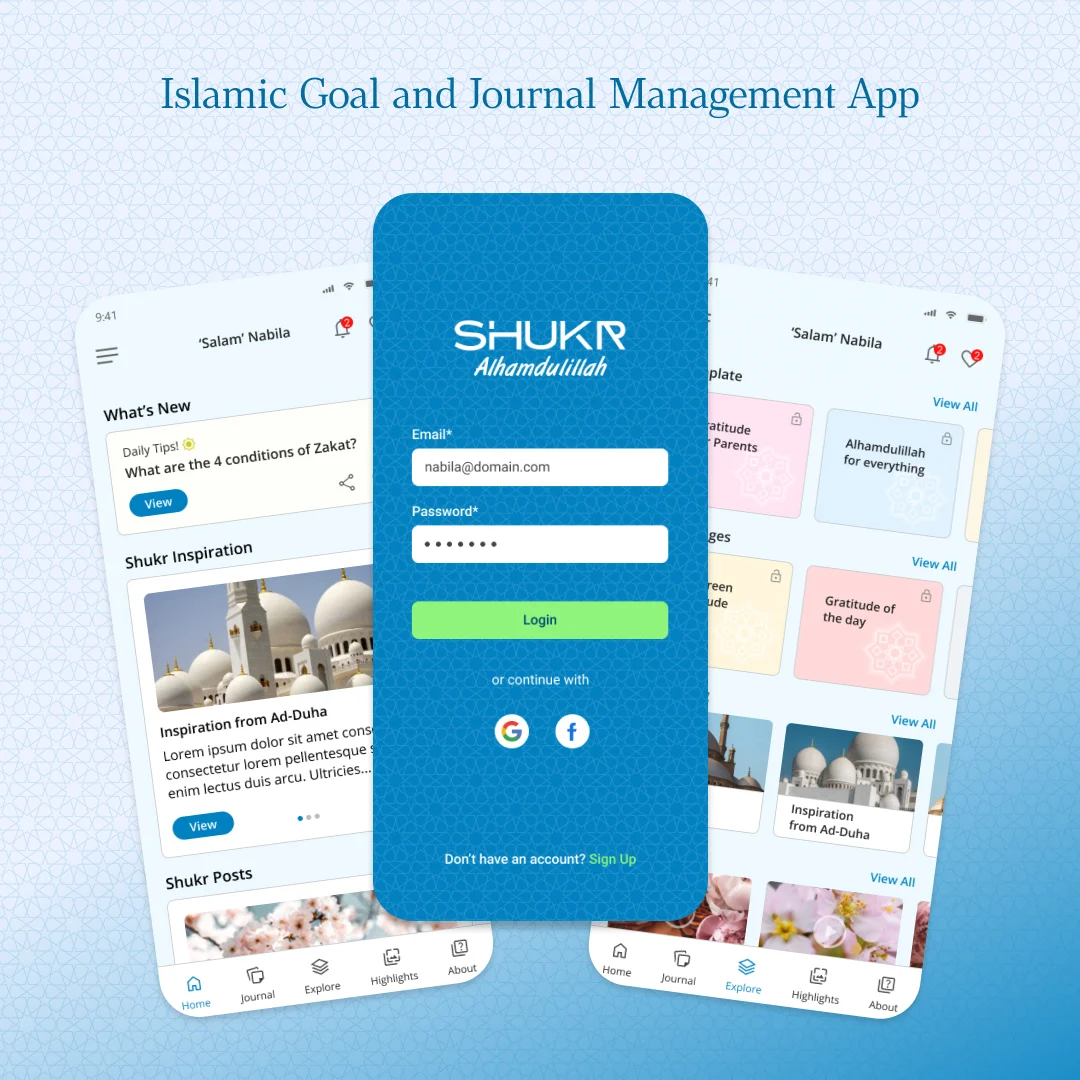 Islamic Goal and Journal Management App
9:41
‘Salam’ Nabila
2
What’s New
Daily Tips!
What are the 4 conditions of Zakat?
View
Shukr Inspiration
Inspiration from Ad-Duha
Lorem ipsum dolor sit amet cons
consectetur lorem pellentesque s
enim lectus duis arcu. Ultricies...
View
Shukr Posts
Home
Journal
Explore
Highlights
About
SHUKR
Alhamdulillah
Email*
nabila@domain.com
Password*
Login
or continue with
G
f
Don’t have an account? Sign Up
41
‘Salam’ Nabila
2
2
plate
View All
atitude
r Parents
Alhamdulillah
for everything
ges
View All
reen
ude
Gratitude of
the day
View All
Inspiration
from Ad-Duha
View All
Home
Journal
Explore
Highlights
About